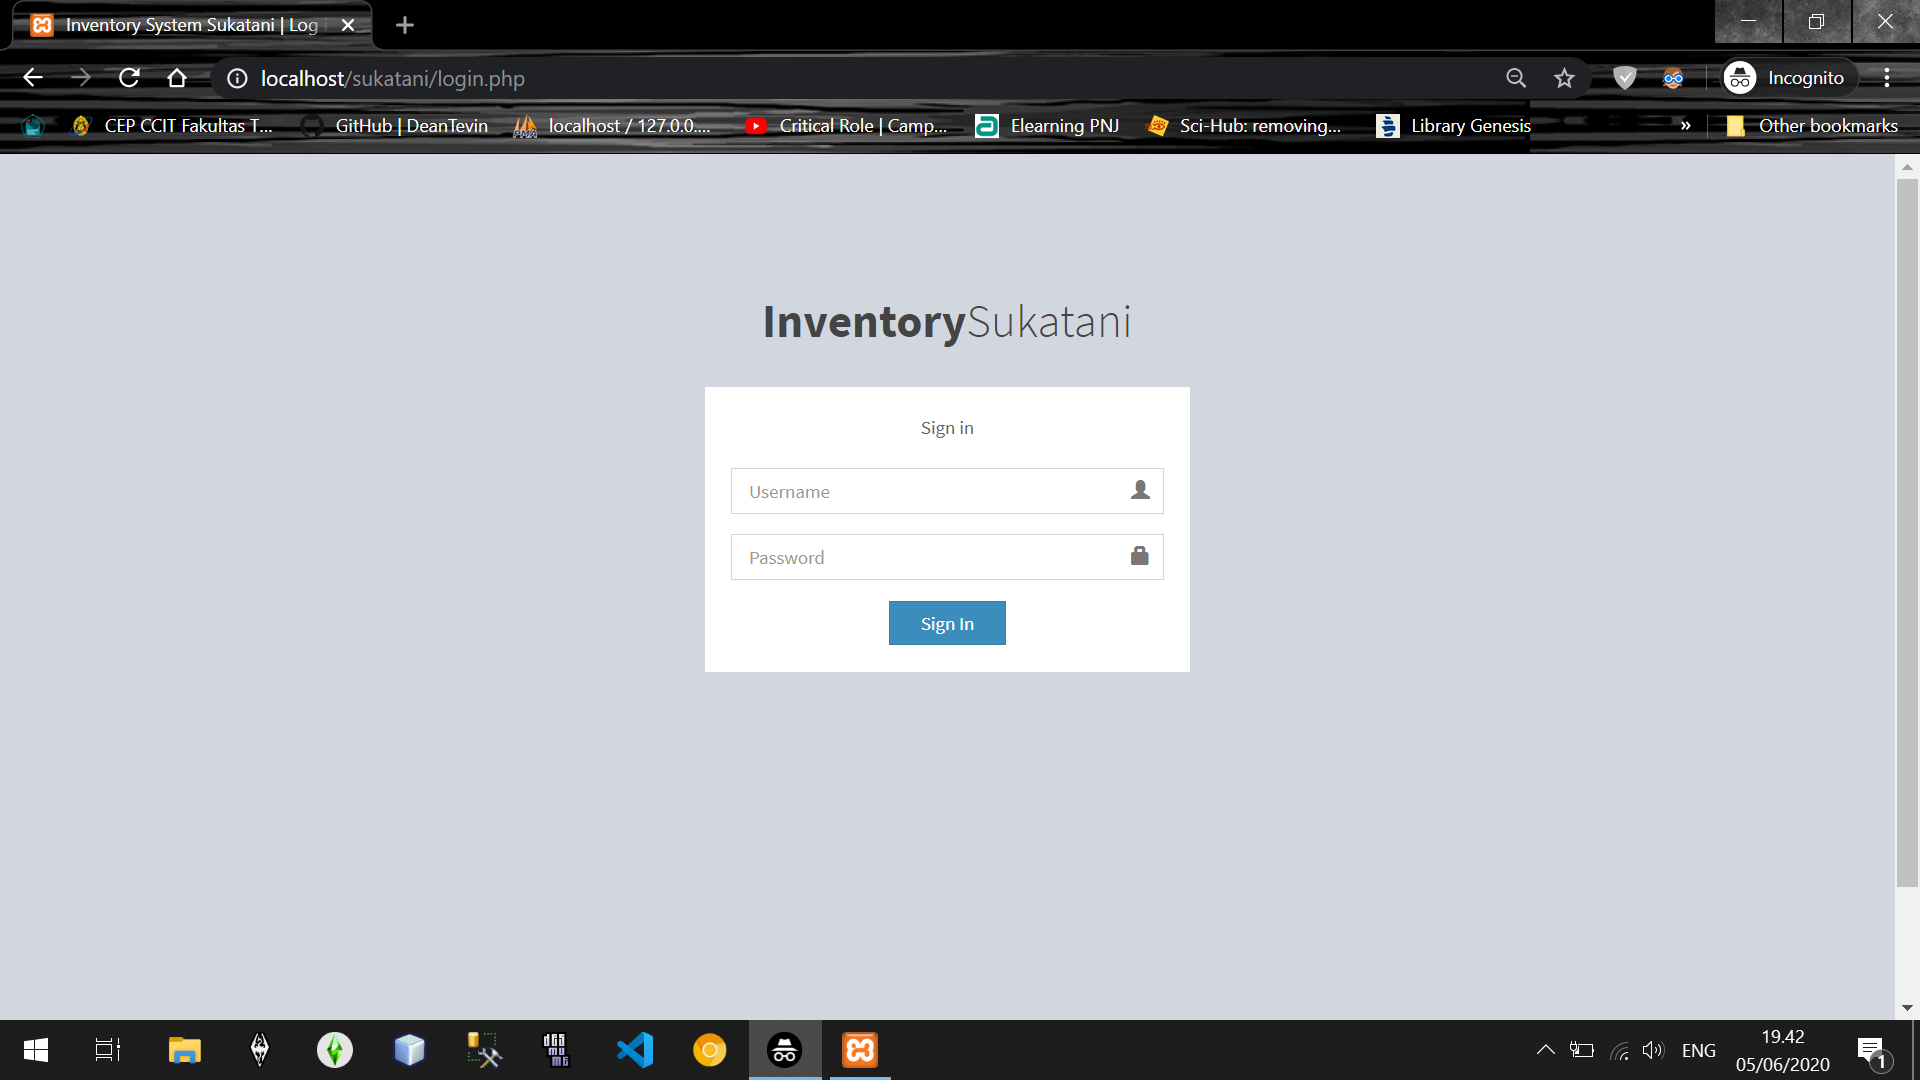 Inventory System Sukatani | Log
localhost/sukatani/login.php
Incognito
CEP CCIT Fakultas T...
GitHub | DeanTevin
localhost / 127.0.0....
Critical Role | Camp...
Elearning PNJ
Sci-Hub: removing...
Library Genesis
»
Other bookmarks
InventorySukatani
Sign in
Username
Password
Sign In
ENG
19.42
05/06/2020
1